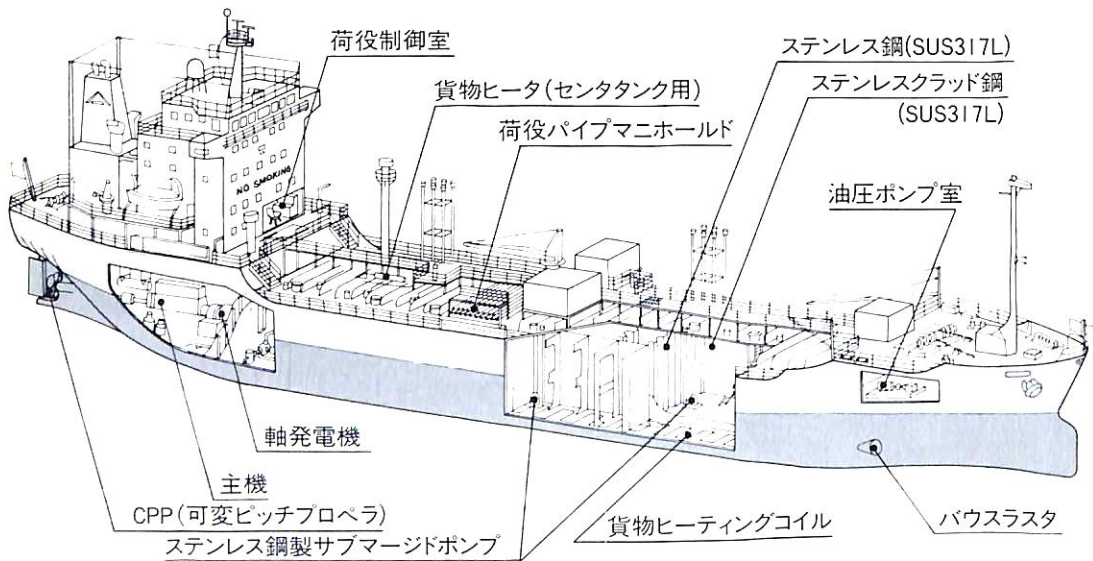 荷役制御室
貨物ヒータ(センタタンク用)
荷役パイプマニホールド
ステンレス鋼(SUS317L)
ステンレスクラッド鋼
(SUS317L)
油圧ポンプ室
NO SMOKING
軸発電機
主機
CPP(可変ピッチプロペラ)
ステンレス鋼製サブマージドポンプ
貨物ヒーティングコイル
バウスラスタ